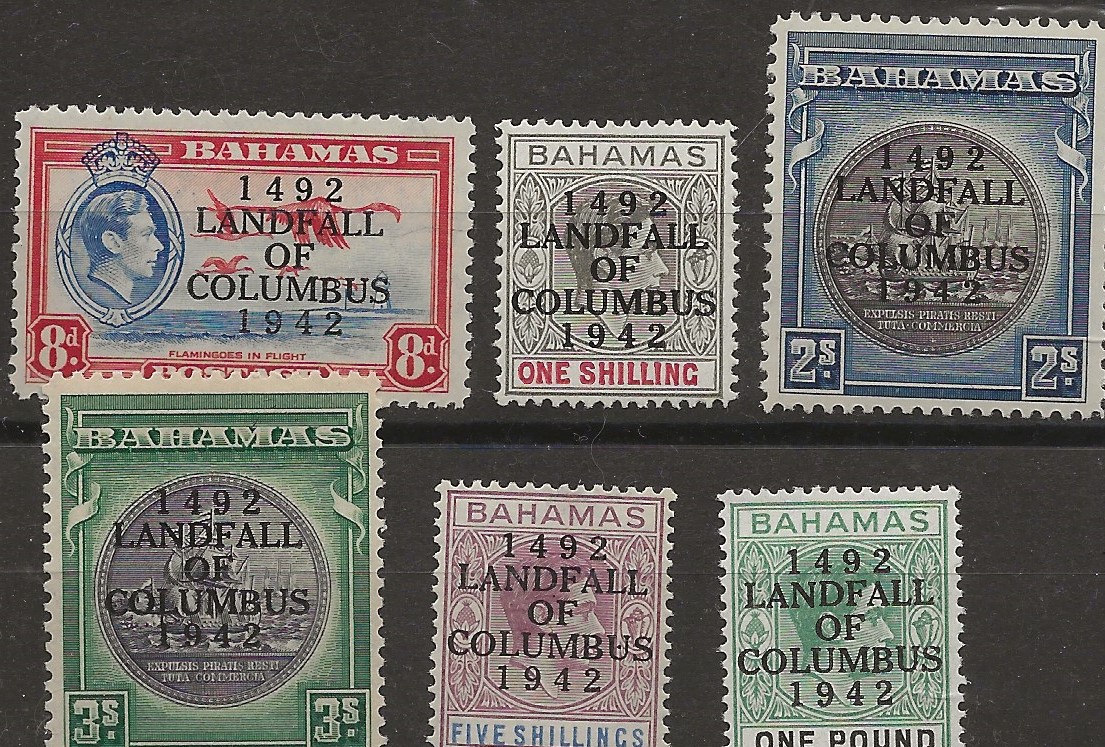 BAHAMAS
1492
LANDFALL
OF
COLUMBUS
1942
8d 8d
FLAMINGOES IN FLIGHT
BAHAMAS
1492
LANDFALL
OF
COLUMBUS
1942
ONE SHILLING
BAHAMAS
1492
LANDFALL
OF
COLUMBUS
1942
EXPULSIS PIRATIS RESTI-
TUTA COMMERCIA
2s. 2s.
BAHAMAS
1492
LANDFALL
OF
COLUMBUS
1942
EXPULSIS PIRATIS RESTI
TUTA COMMERCIA
3s. 3s.
BAHAMAS
1492
LANDFALL
OF
COLUMBUS
1942
FIVE SHILLINGS
BAHAMAS
1492
LANDFALL
OF
COLUMBUS
1942
ONE POUND